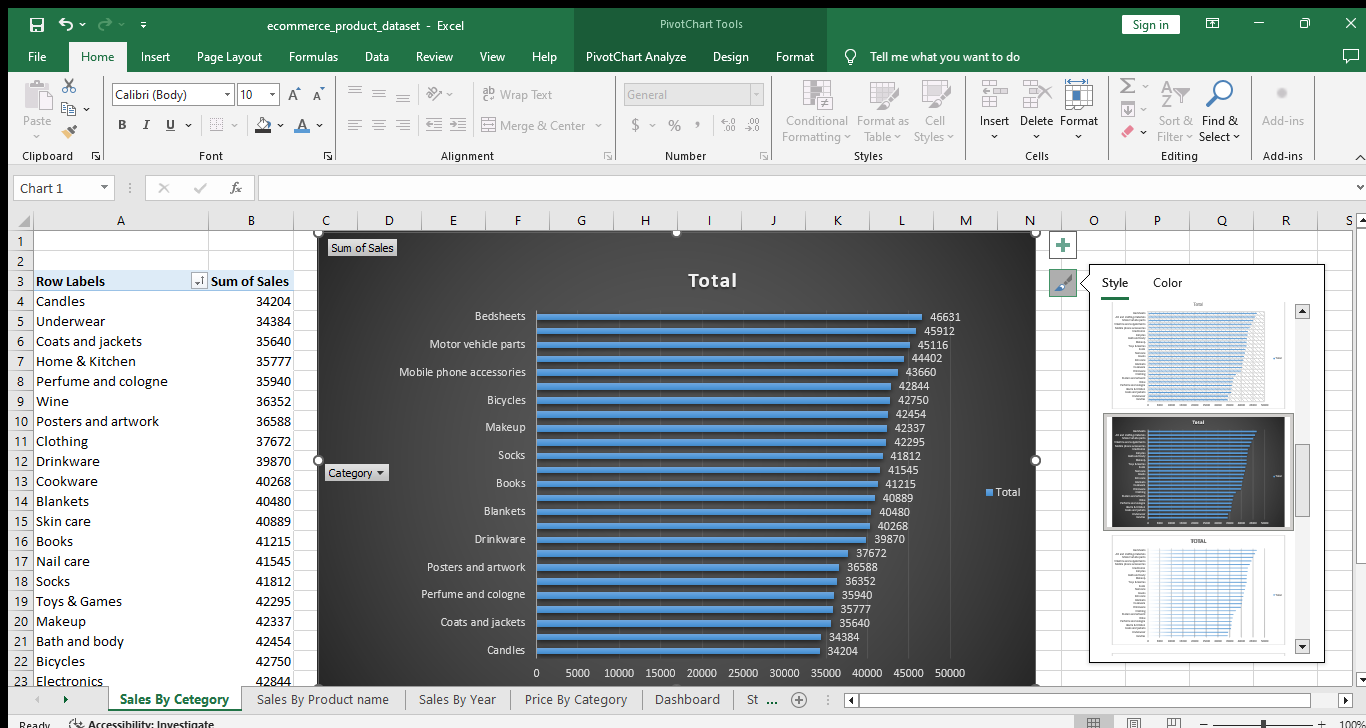 ecommerce_product_dataset - Excel
PivotChart Tools
Sign in
File Home Insert Page Layout Formulas Data Review View Help PivotChart Analyze Design Format Tell me what you want to do
Paste
Calibri (Body) 10
Wrap Text
General
Conditional Formatting
Format as Table
Cell Styles
Insert Delete Format
Sort & Filter
Find & Select
Add-ins
B I U
Merge & Center
$ % ,
Clipboard Font Alignment Number Styles Cells Editing Add-ins
Chart 1
fx
A B C D E F G H I J K L M N O P Q R S
1
2
3 Row Labels Sum of Sales
4 Candles 34204
5 Underwear 34384
6 Coats and jackets 35640
7 Home & Kitchen 35777
8 Perfume and cologne 35940
9 Wine 36352
10 Posters and artwork 36588
11 Clothing 37672
12 Drinkware 39870
13 Cookware 40268
14 Blankets 40480
15 Skin care 40889
16 Books 41215
17 Nail care 41545
18 Socks 41812
19 Toys & Games 42295
20 Makeup 42337
21 Bath and body 42454
22 Bicycles 42750
23 Electronics 42844
Sum of Sales
Total
Bedsheets 46631
45912
Motor vehicle parts 45116
44402
Mobile phone accessories 43660
42844
Bicycles 42750
42454
Makeup 42337
42295
Socks 41812
41545
Books 41215
40889
Blankets 40480
40268
Drinkware 39870
37672
Posters and artwork 36588
36352
Perfume and cologne 35940
35777
Coats and jackets 35640
34384
Candles 34204
0 5000 10000 15000 20000 25000 30000 35000 40000 45000 50000
Category
Total
Style Color
Total
Total
TOTAL
Sales By Cetegory Sales By Product name Sales By Year Price By Category Dashboard St ...
Ready Accessibility: Investigate 100%